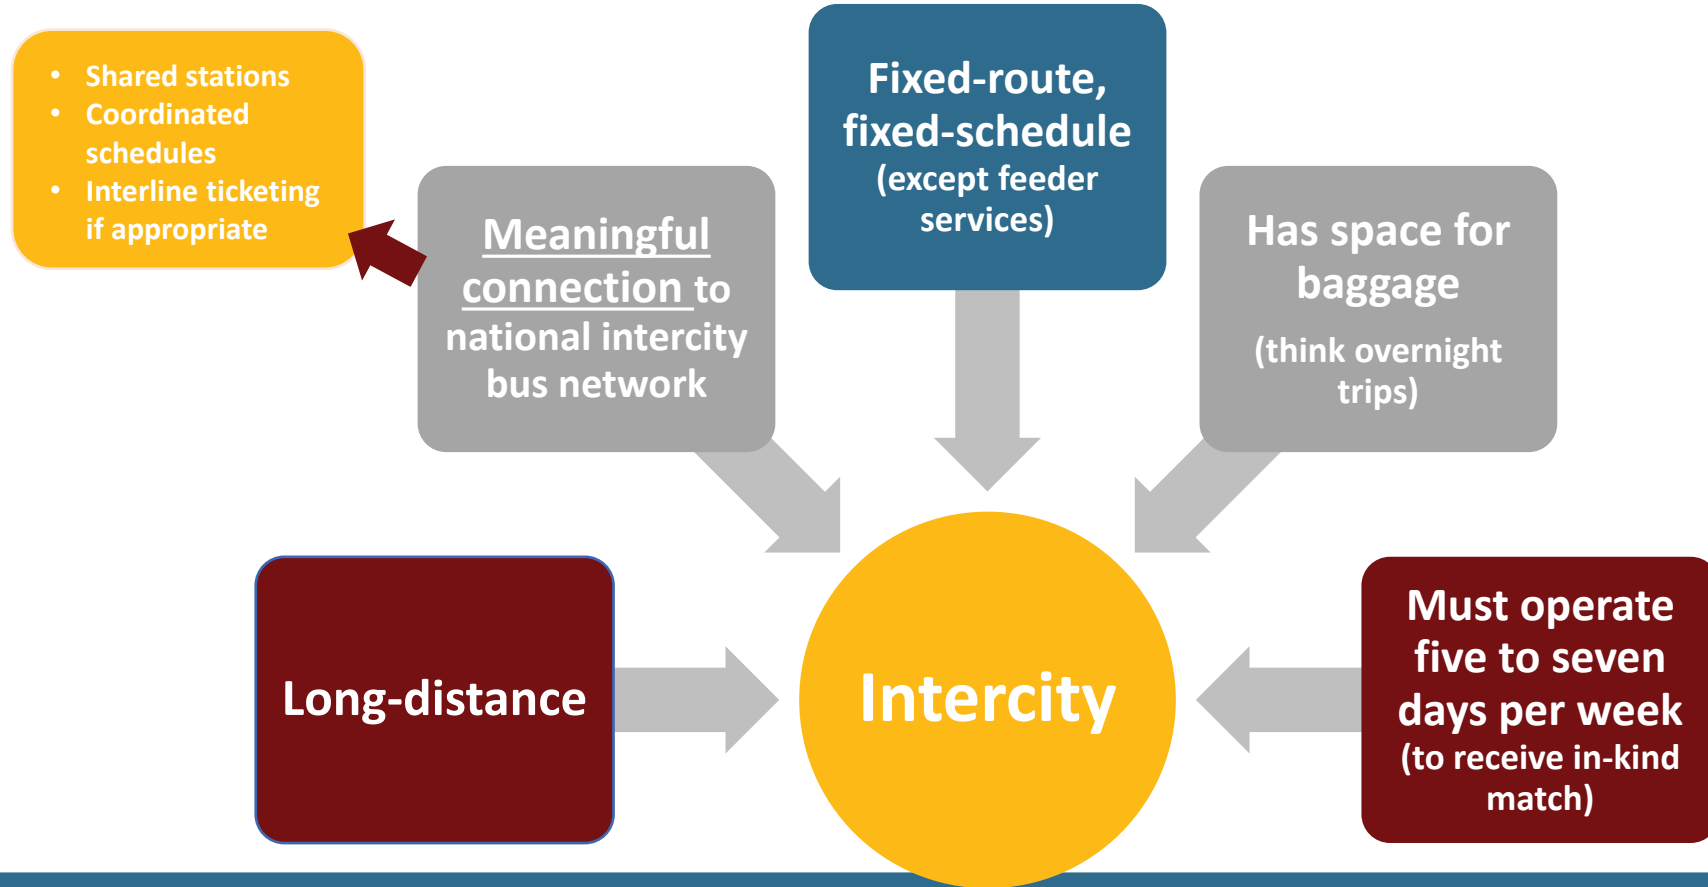 • Shared stations
• Coordinated
schedules
• Interline ticketing
if appropriate
Meaningful
connection to
national intercity
bus network
Fixed-route,
fixed-schedule
(except feeder
services)
Has space for
baggage
(think overnight
trips)
Long-distance
Intercity
Must operate
five to seven
days per week
(to receive in-kind
match)